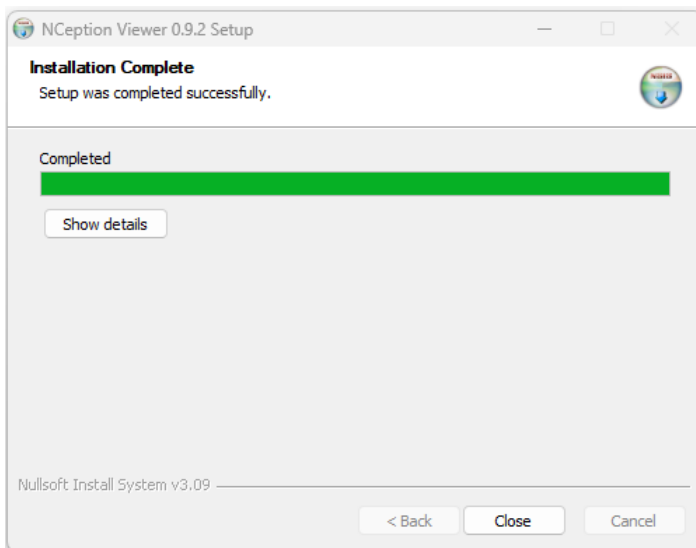 NCeption Viewer 0.9.2 Setup
Installation Complete
Setup was completed successfully.
Completed
Show details
Nullsoft Install System v3.09
< Back Close Cancel